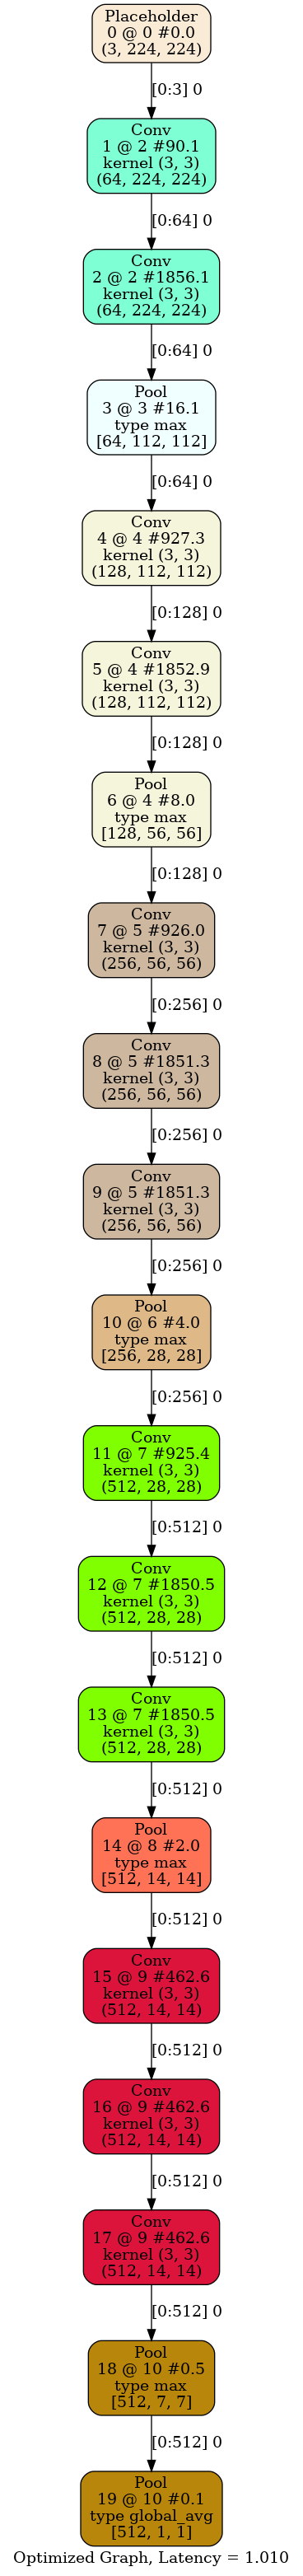 Placeholder
0 @ 0 #0.0
(3, 224, 224)
[0:3] 0
Conv
1 @ 2 #90.1
kernel (3, 3)
(64, 224, 224)
[0:64] 0
Conv
2 @ 2 #1856.1
kernel (3, 3)
(64, 224, 224)
[0:64] 0
Pool
3 @ 3 #16.1
type max
[64, 112, 112]
[0:64] 0
Conv
4 @ 4 #927.3
kernel (3, 3)
(128, 112, 112)
[0:128] 0
Conv
5 @ 4 #1852.9
kernel (3, 3)
(128, 112, 112)
[0:128] 0
Pool
6 @ 4 #8.0
type max
[128, 56, 56]
[0:128] 0
Conv
7 @ 5 #926.0
kernel (3, 3)
(256, 56, 56)
[0:256] 0
Conv
8 @ 5 #1851.3
kernel (3, 3)
(256, 56, 56)
[0:256] 0
Conv
9 @ 5 #1851.3
kernel (3, 3)
(256, 56, 56)
[0:256] 0
Pool
10 @ 6 #4.0
type max
[256, 28, 28]
[0:256] 0
Conv
11 @ 7 #925.4
kernel (3, 3)
(512, 28, 28)
[0:512] 0
Conv
12 @ 7 #1850.5
kernel (3, 3)
(512, 28, 28)
[0:512] 0
Conv
13 @ 7 #1850.5
kernel (3, 3)
(512, 28, 28)
[0:512] 0
Pool
14 @ 8 #2.0
type max
[512, 14, 14]
[0:512] 0
Conv
15 @ 9 #462.6
kernel (3, 3)
(512, 14, 14)
[0:512] 0
Conv
16 @ 9 #462.6
kernel (3, 3)
(512, 14, 14)
[0:512] 0
Conv
17 @ 9 #462.6
kernel (3, 3)
(512, 14, 14)
[0:512] 0
Pool
18 @ 10 #0.5
type max
[512, 7, 7]
[0:512] 0
Pool
19 @ 10 #0.1
type global_avg
[512, 1, 1]
Optimized Graph, Latency = 1.010